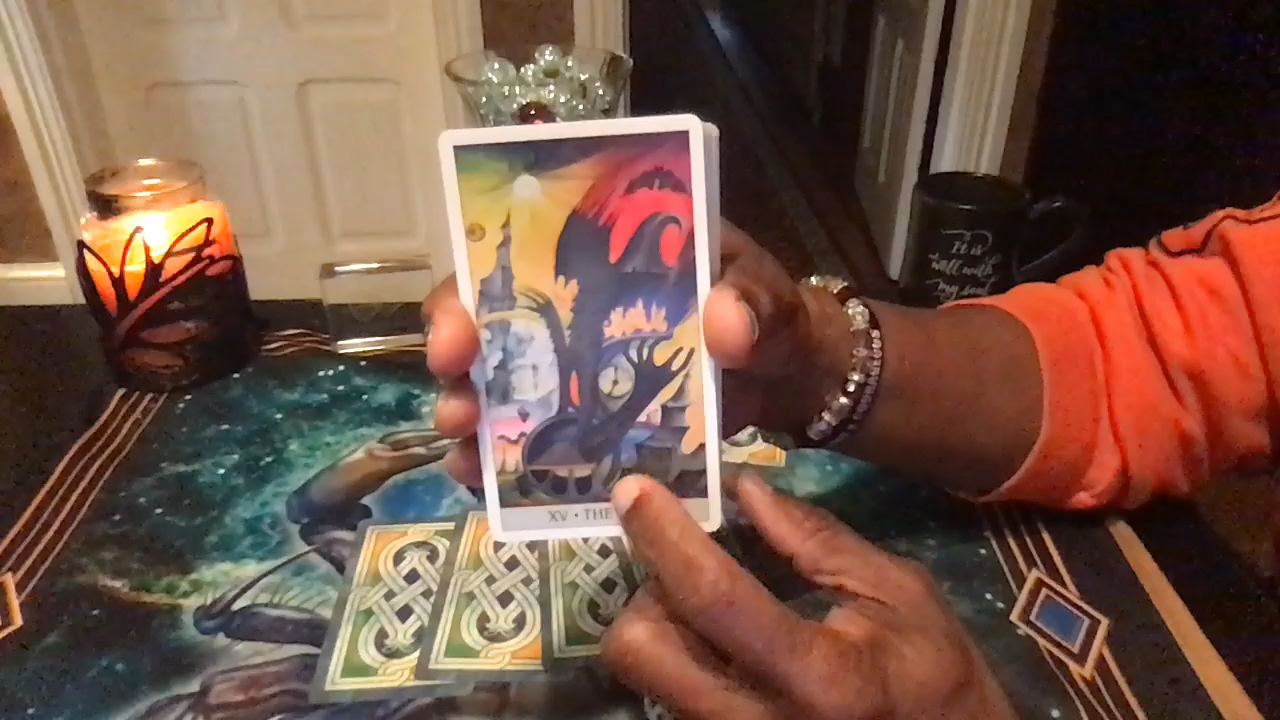 It is
well with
my soul
XV • THE